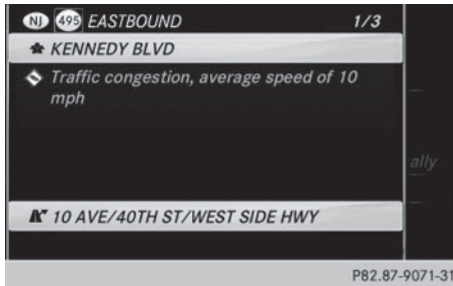 NJ 495 EASTBOUND 1/3
KENNEDY BLVD
Traffic congestion, average speed of 10
mph
ally
10 AVE/40TH ST/WEST SIDE HWY
P82.87-9071-31